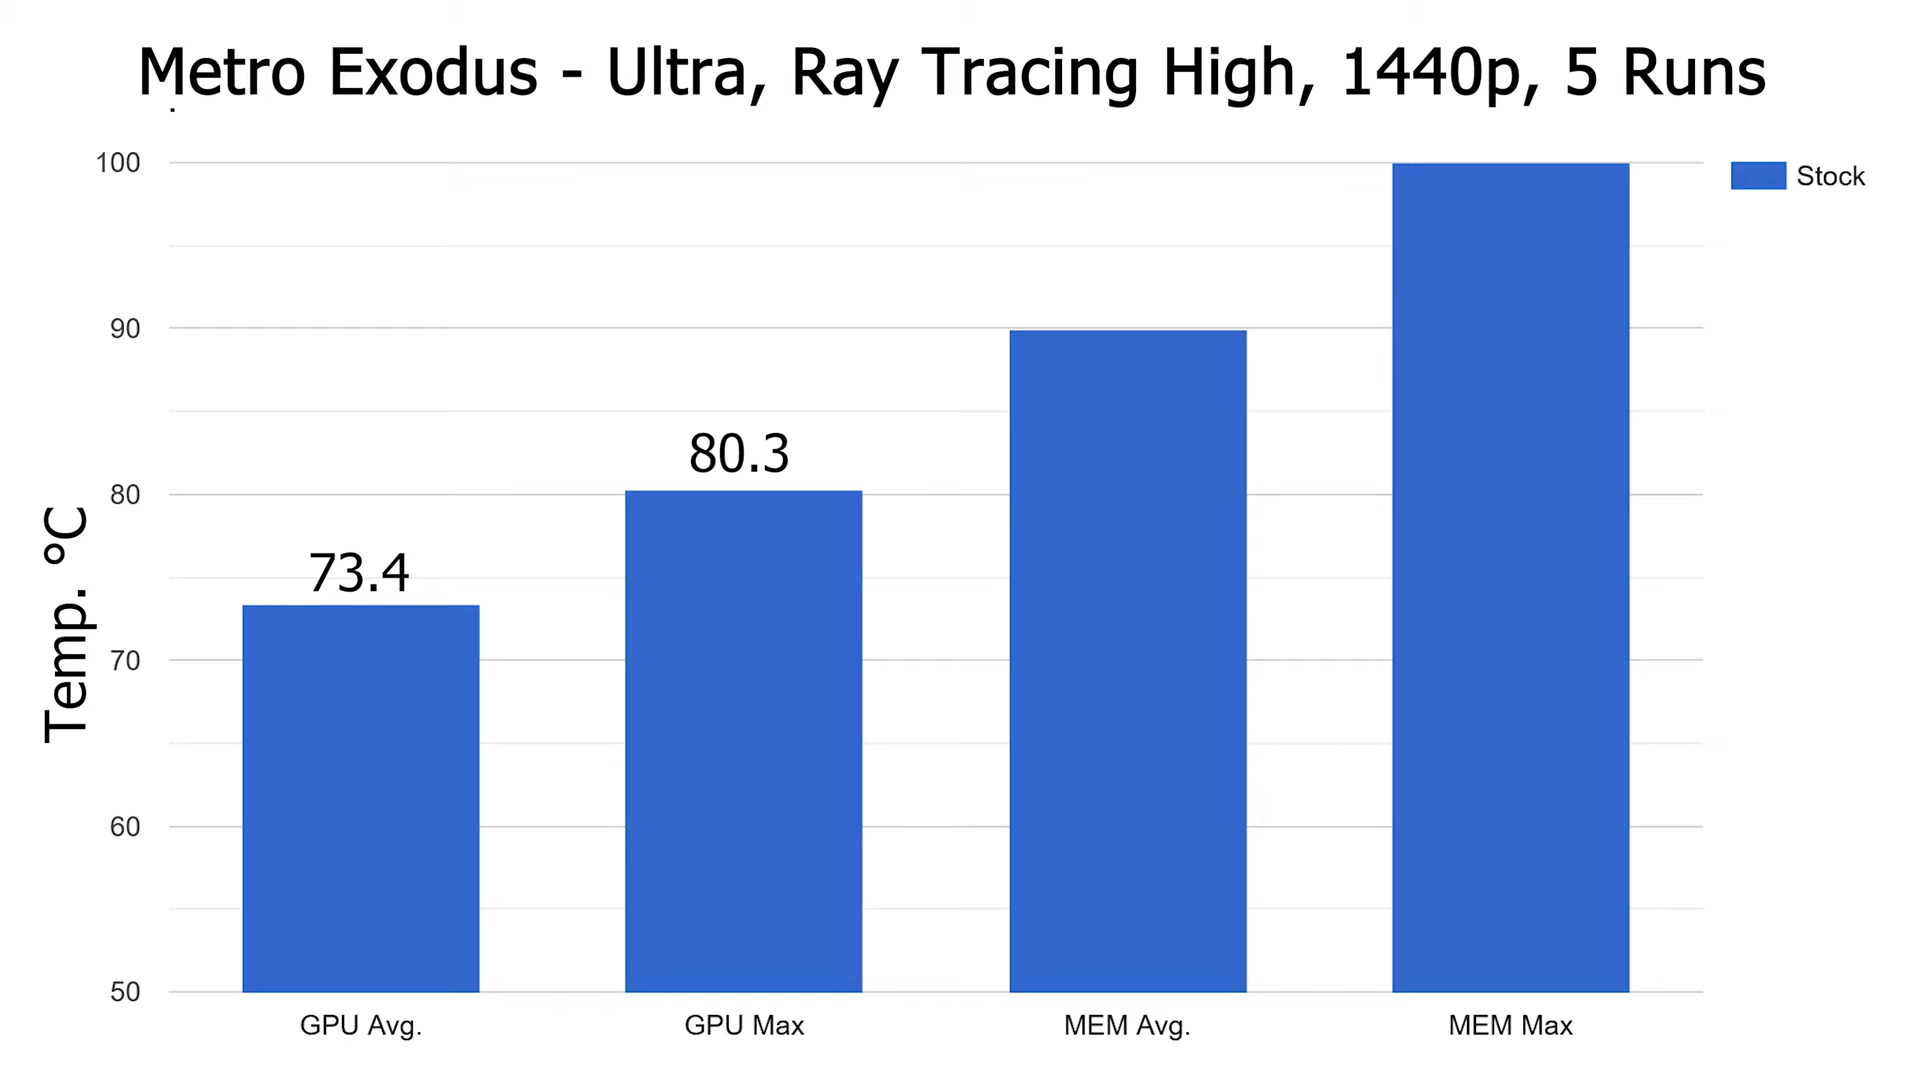 Metro Exodus - Ultra, Ray Tracing High, 1440p, 5 Runs
100
90
80
70
60
50
Temp. °C
73.4
80.3
Stock
GPU Avg.
GPU Max
MEM Avg.
MEM Max